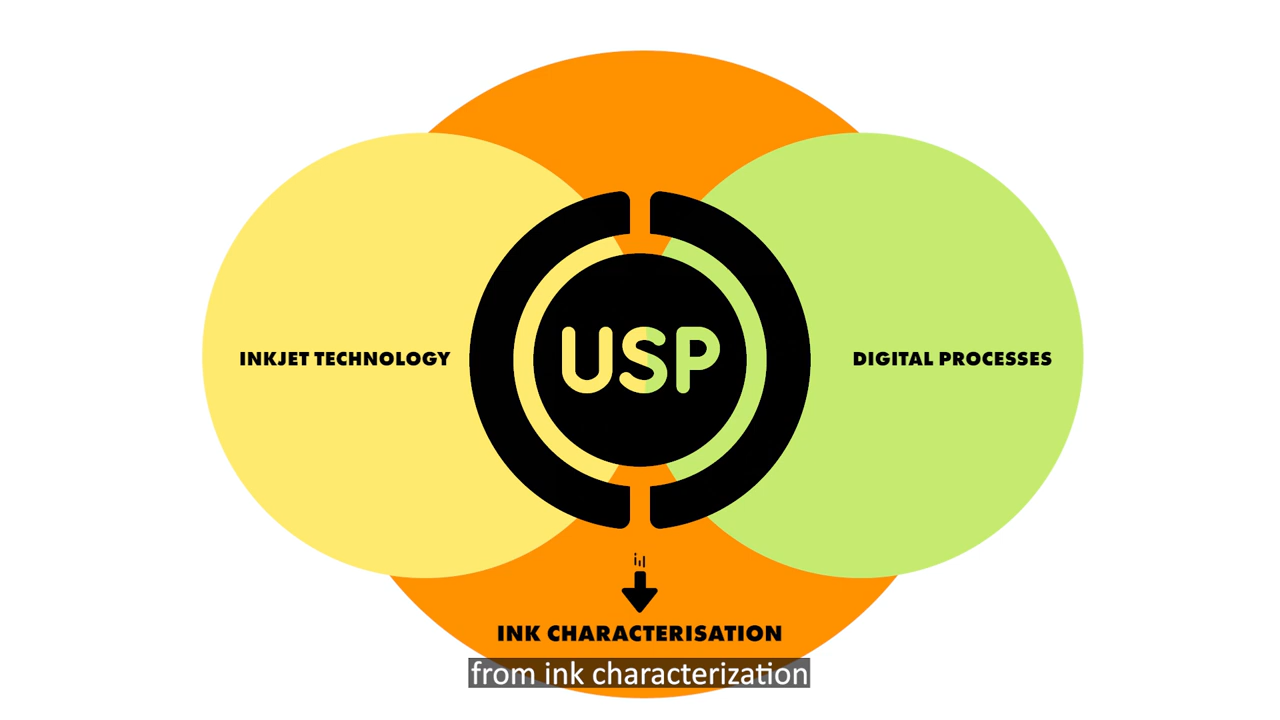 INKJET TECHNOLOGY
USP
DIGITAL PROCESSES
INK CHARACTERISATION
from ink characterization